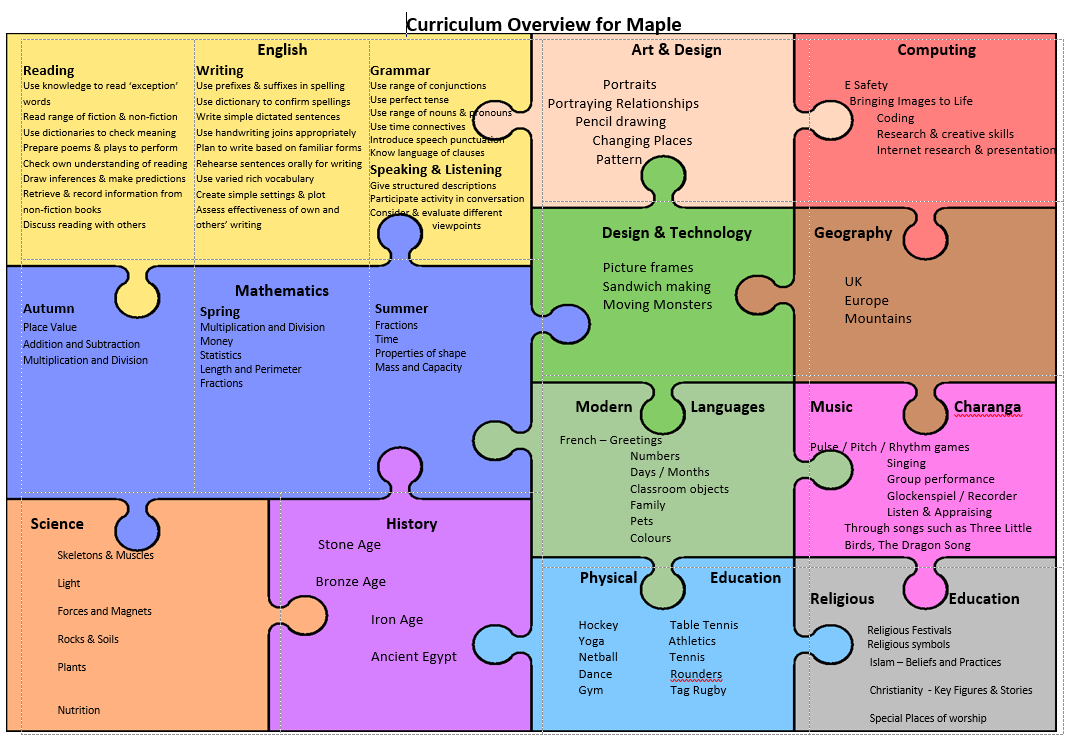 Curriculum Overview for Maple
English
Reading
Use knowledge to read ‘exception’
words
Read range of fiction & non-fiction
Use dictionaries to check meaning
Prepare poems & plays to perform
Check own understanding of reading
Draw inferences & make predictions
Retrieve & record information from
non-fiction books
Discuss reading with others
Writing
Use prefixes & suffixes in spelling
Use dictionary to confirm spellings
Write simple dictated sentences
Use handwriting joins appropriately
Plan to write based on familiar forms
Rehearse sentences orally for writing
Use varied rich vocabulary
Create simple settings & plot
Assess effectiveness of own and
others’ writing
Grammar
Use range of conjunctions
Use perfect tense
Use range of nouns & pronouns
Use time connectives
Introduce speech punctuation
Know language of clauses
Speaking & Listening
Give structured descriptions
Participate activity in conversation
Consider & evaluate different
viewpoints
Art & Design
Portraits
Portraying Relationships
Pencil drawing
Changing Places
Pattern
Computing
E Safety
Bringing Images to Life
Coding
Research & creative skills
Internet research & presentation
Design & Technology
Picture frames
Sandwich making
Moving Monsters
Geography
UK
Europe
Mountains
Mathematics
Autumn
Place Value
Addition and Subtraction
Multiplication and Division
Spring
Multiplication and Division
Money
Statistics
Length and Perimeter
Fractions
Summer
Fractions
Time
Properties of shape
Mass and Capacity
Modern Languages
French – Greetings
Numbers
Days / Months
Classroom objects
Family
Pets
Colours
Music Charanga
Pulse / Pitch / Rhythm games
Singing
Group performance
Glockenspiel / Recorder
Listen & Appraising
Through songs such as Three Little
Birds, The Dragon Song
Science
Skeletons & Muscles
Light
Forces and Magnets
Rocks & Soils
Plants
Nutrition
History
Stone Age
Bronze Age
Iron Age
Ancient Egypt
Physical Education
Hockey
Yoga
Netball
Dance
Gym
Table Tennis
Athletics
Tennis
Rounders
Tag Rugby
Religious Education
Religious Festivals
Religious symbols
Islam – Beliefs and Practices
Christianity - Key Figures & Stories
Special Places of worship